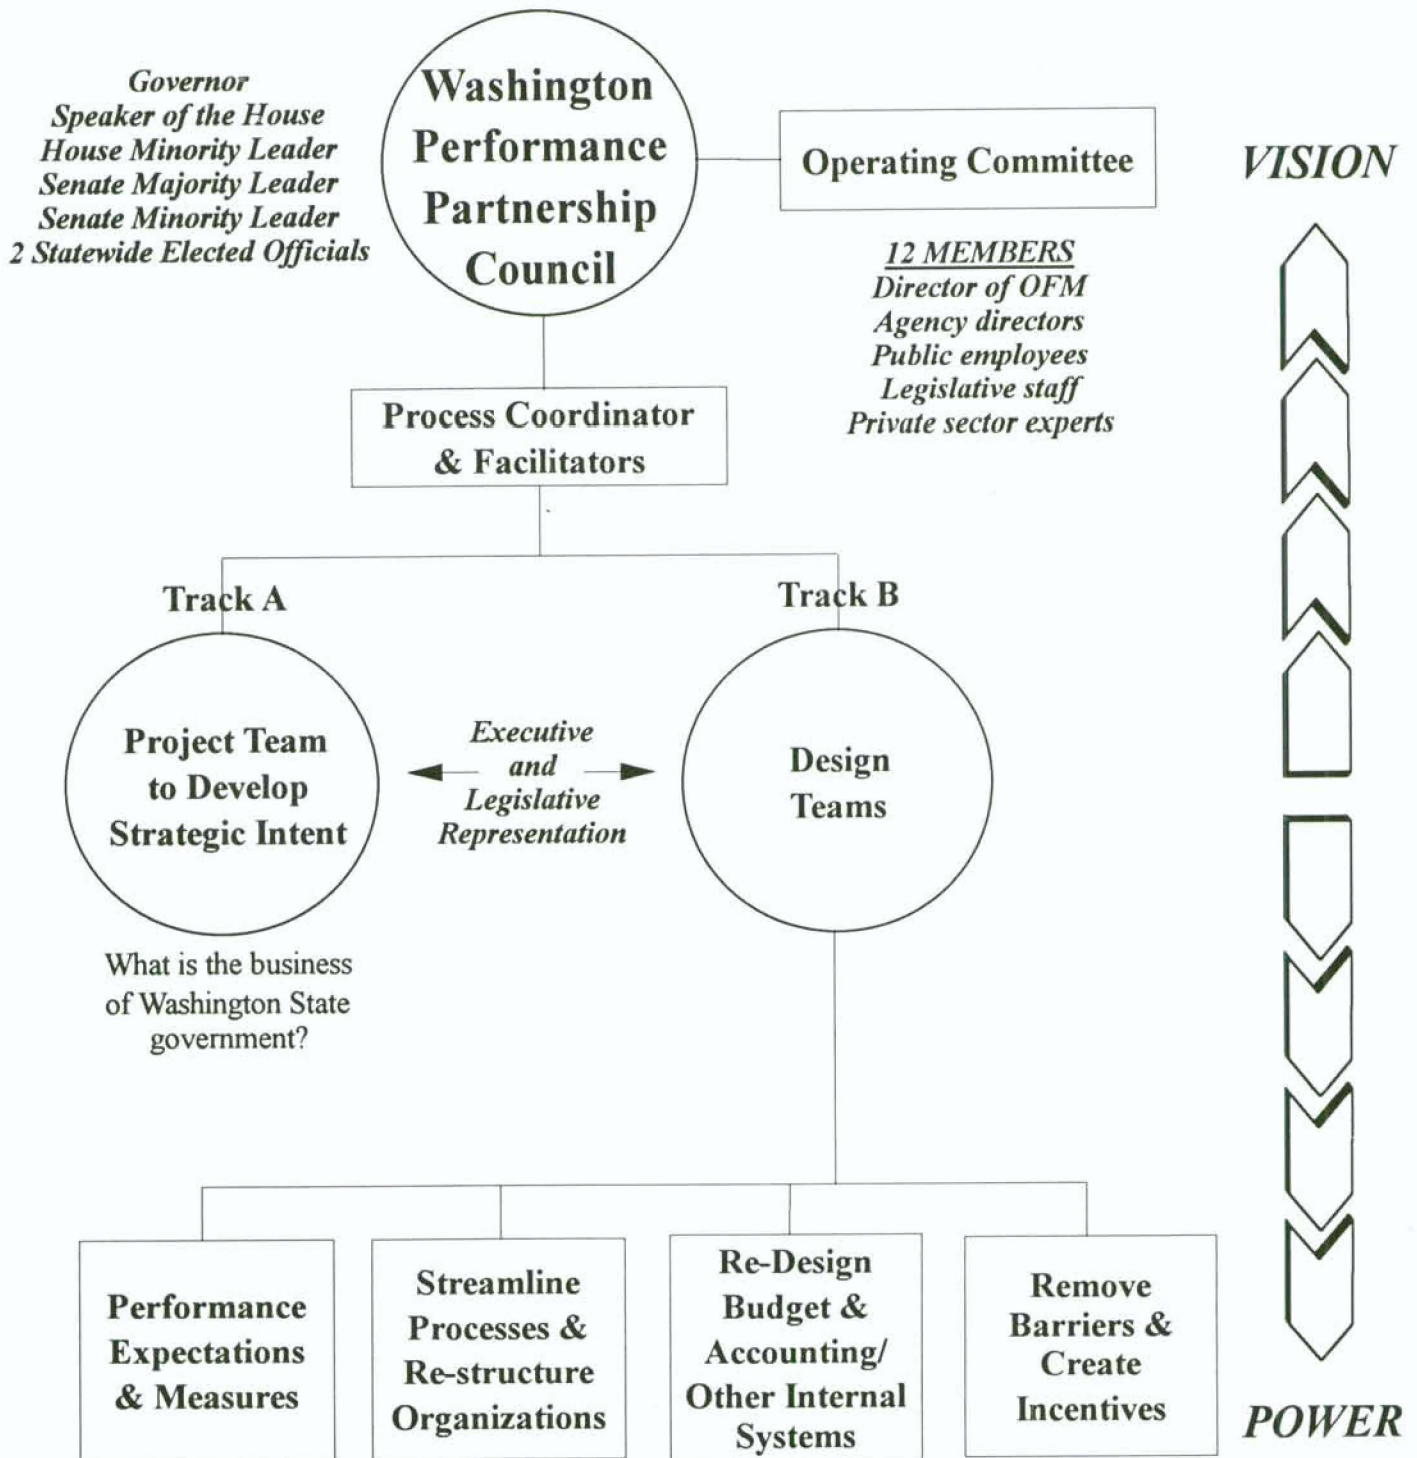 Governor
Speaker of the House
House Minority Leader
Senate Majority Leader
Senate Minority Leader
2 Statewide Elected Officials
Washington
Performance
Partnership
Council
Operating Committee
12 MEMBERS
Director of OFM
Agency directors
Public employees
Legislative staff
Private sector experts
VISION
Process Coordinator
& Facilitators
Track A
Track B
Project Team
to Develop
Strategic Intent
Executive
and
Legislative
Representation
Design
Teams
What is the business
of Washington State
government?
Performance
Expectations
& Measures
Streamline
Processes &
Re-structure
Organizations
Re-Design
Budget &
Accounting/
Other Internal
Systems
Remove
Barriers &
Create
Incentives
POWER